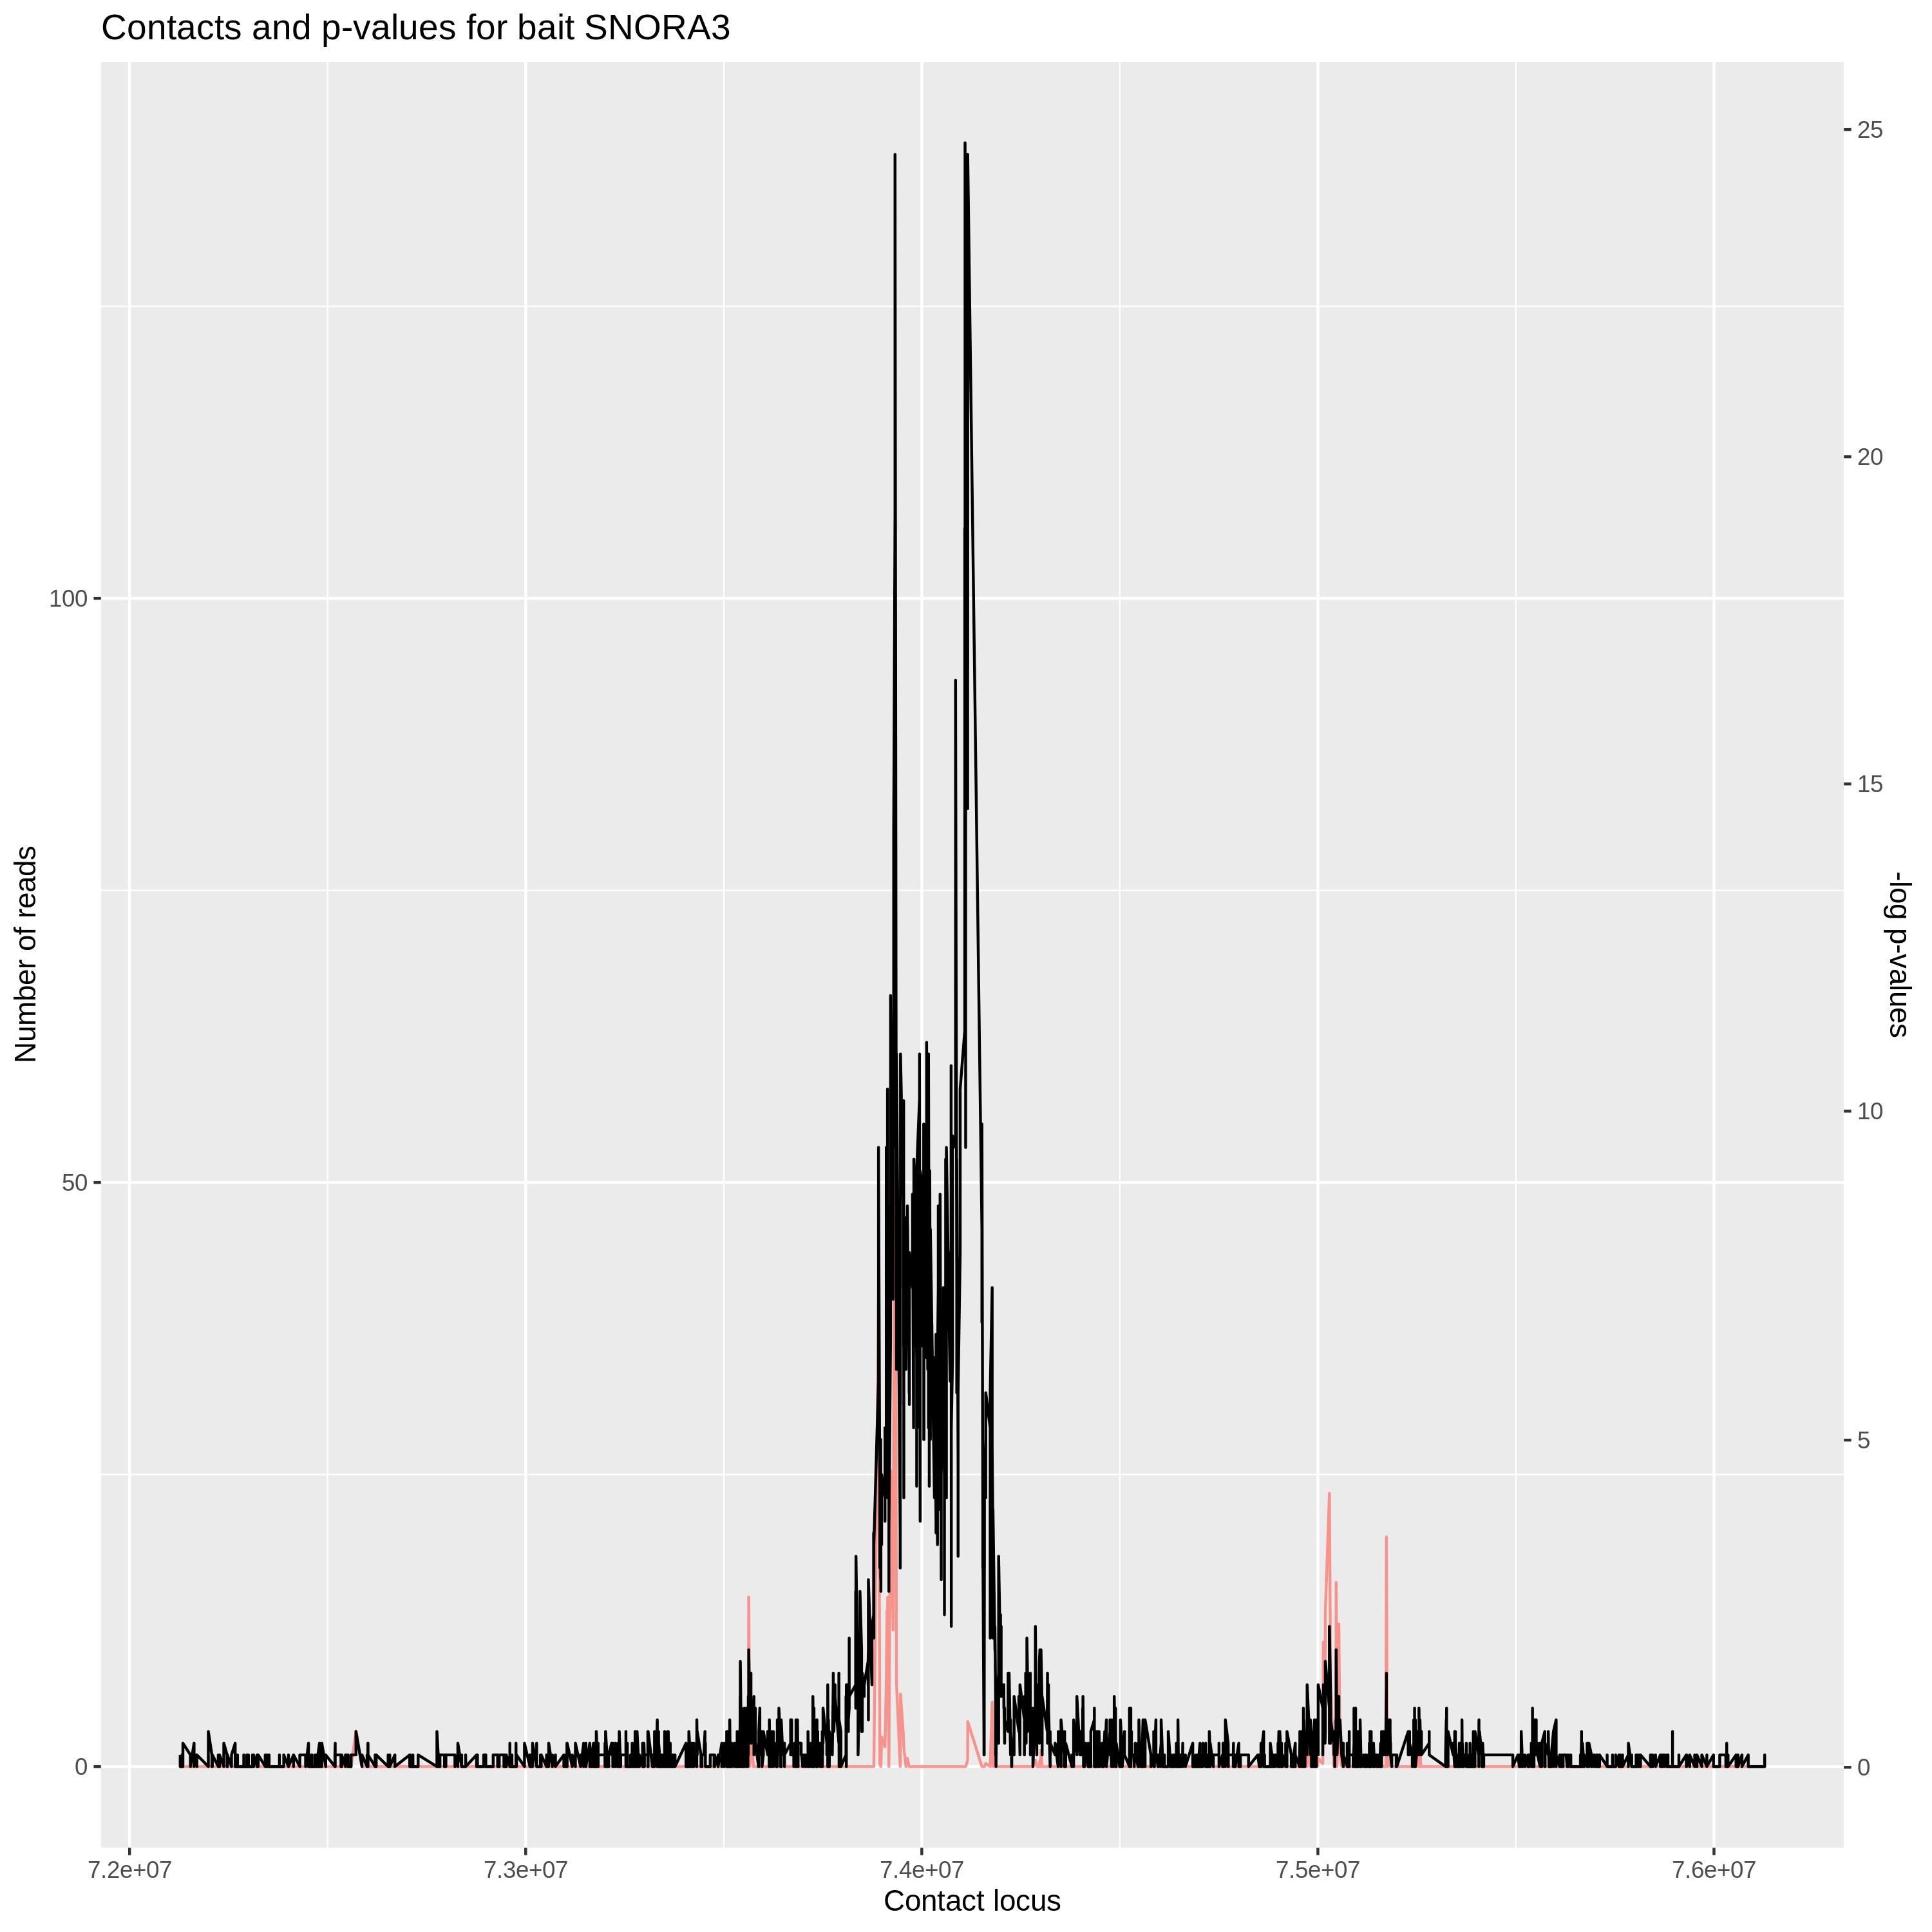 Contacts and p-values for bait SNORA3
25
20
100
15
Number of reads
-log p-values
10
50
5
0
0
7.2e+07
7.3e+07
7.4e+07
7.5e+07
7.6e+07
Contact locus